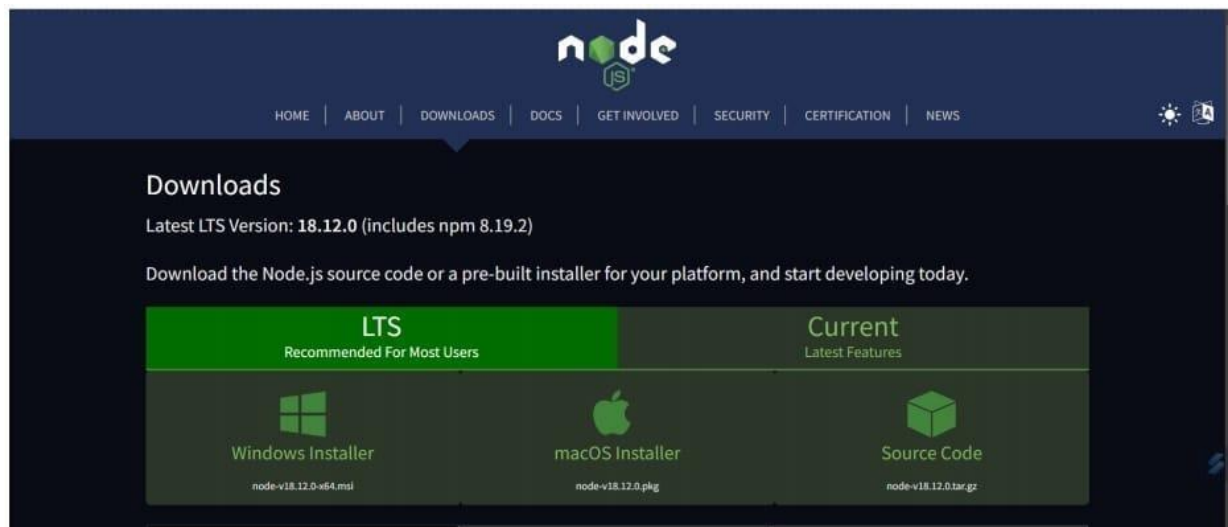 node
JS
HOME | ABOUT | DOWNLOADS | DOCS | GET INVOLVED | SECURITY | CERTIFICATION | NEWS
Downloads
Latest LTS Version: 18.12.0 (includes npm 8.19.2)
Download the Node.js source code or a pre-built installer for your platform, and start developing today.
LTS
Recommended For Most Users
Current
Latest Features
Windows Installer
node-v18.12.0-x64.msi
macOS Installer
node-v18.12.0.pkg
Source Code
node-v18.12.0.tar.gz